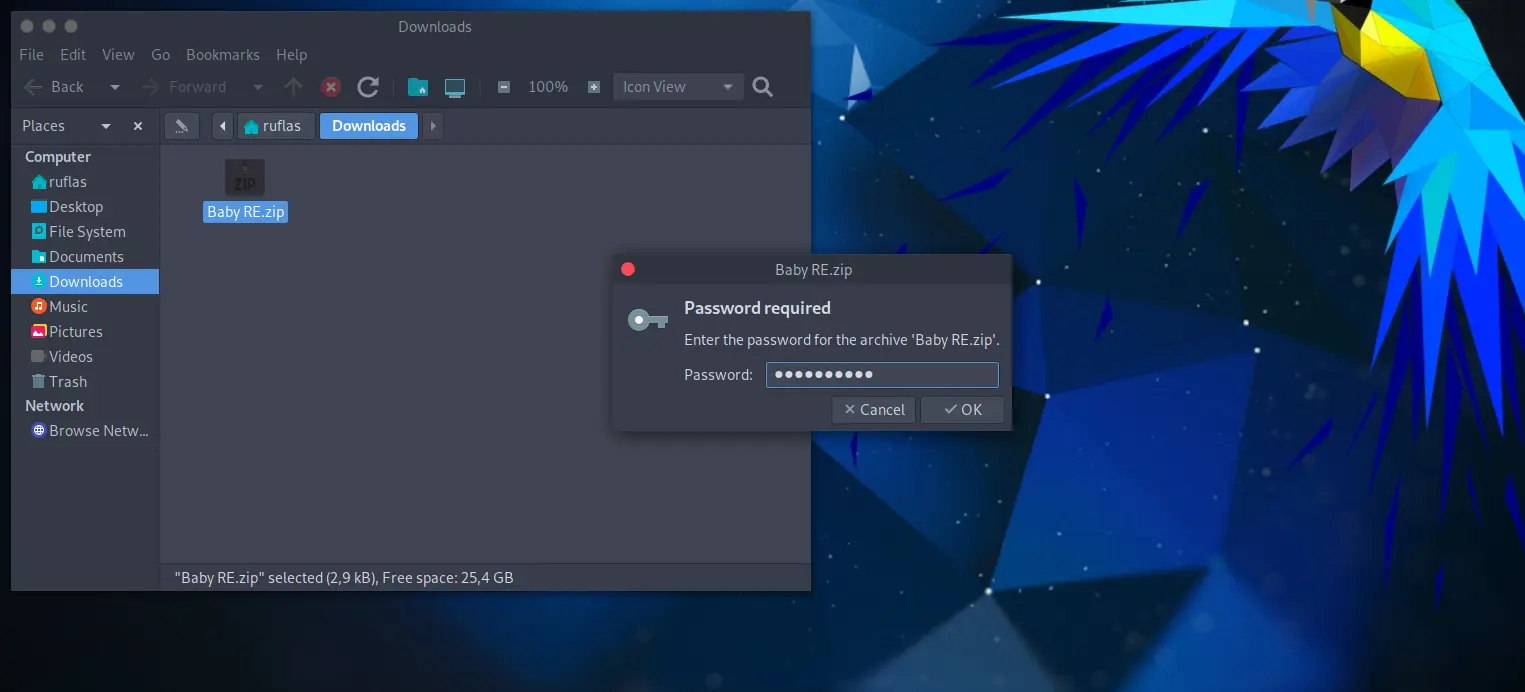 Downloads
File Edit View Go Bookmarks Help
Back Forward 100% Icon View
Places ruflas Downloads
Computer
ruflas
Desktop
File System
Documents
Downloads
Music
Pictures
Videos
Trash
Network
Browse Netw...
ZIP
Baby RE.zip
"Baby RE.zip" selected (2,9 kB), Free space: 25,4 GB
Baby RE.zip
Password required
Enter the password for the archive 'Baby RE.zip'.
Password: ●●●●●●●●●●
Cancel OK